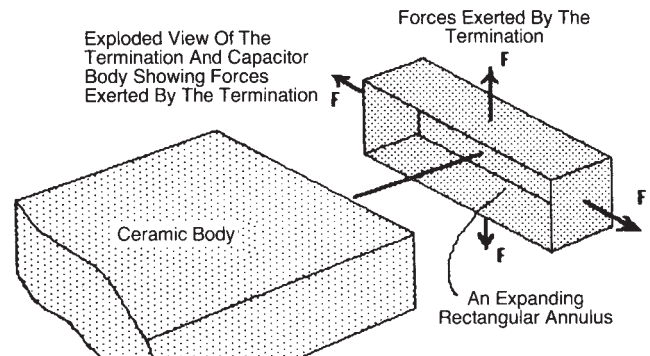 Exploded View Of The
Termination And Capacitor
Body Showing Forces
Exerted By The Termination
Forces Exerted By The
Termination
F
F
F
F
Ceramic Body
An Expanding
Rectangular Annulus